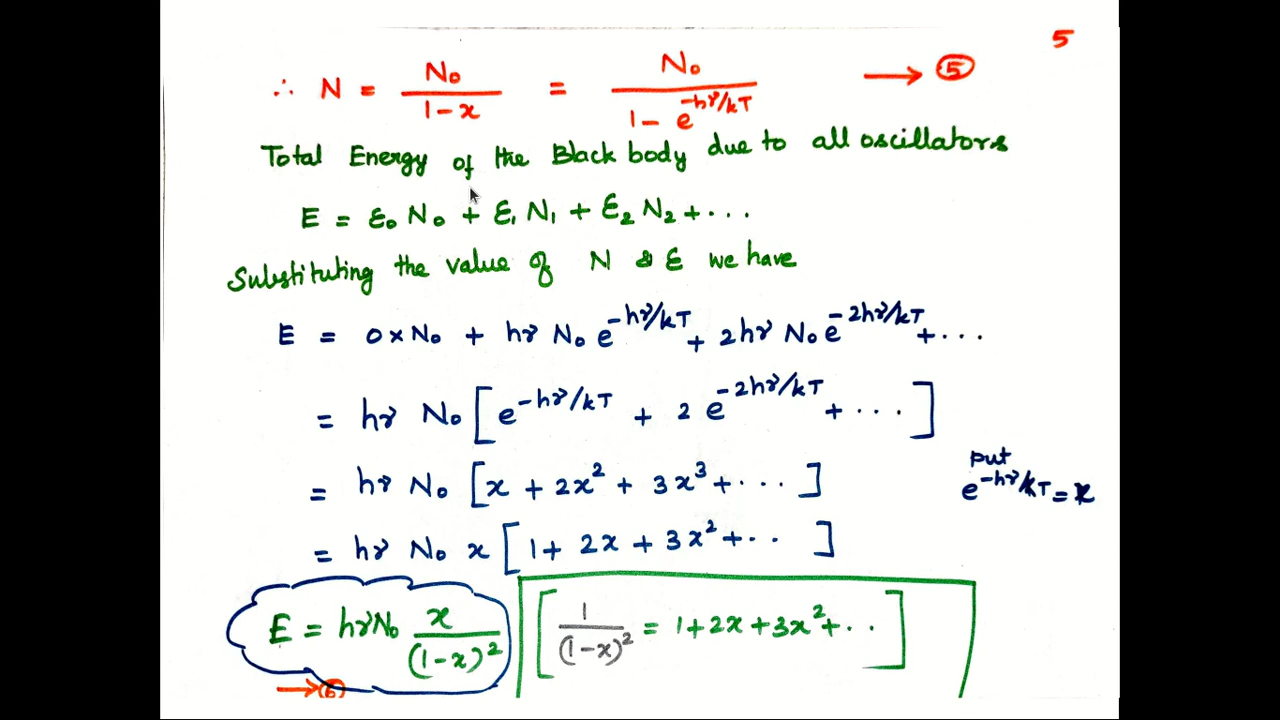 5
∴ N = N₀/(1-x) = N₀/(1-e^(-hν/kT)) → ⑤
Total Energy of the Black body due to all oscillators
E = ε₀ N₀ + ε₁ N₁ + ε₂ N₂ + ...
Substituting the value of N & ε we have
E = 0×N₀ + hν N₀ e^(-hν/kT) + 2hν N₀ e^(-2hν/kT) + ...
= hν N₀ [e^(-hν/kT) + 2 e^(-2hν/kT) + ...]
put
= hν N₀ [x + 2x² + 3x³ + ...]
e^(-hν/kT) = x
= hν N₀ x [1 + 2x + 3x² + ..]
E = hνN₀ x/(1-x)²
[1/(1-x)² = 1+2x+3x²+..]
→ ⑥